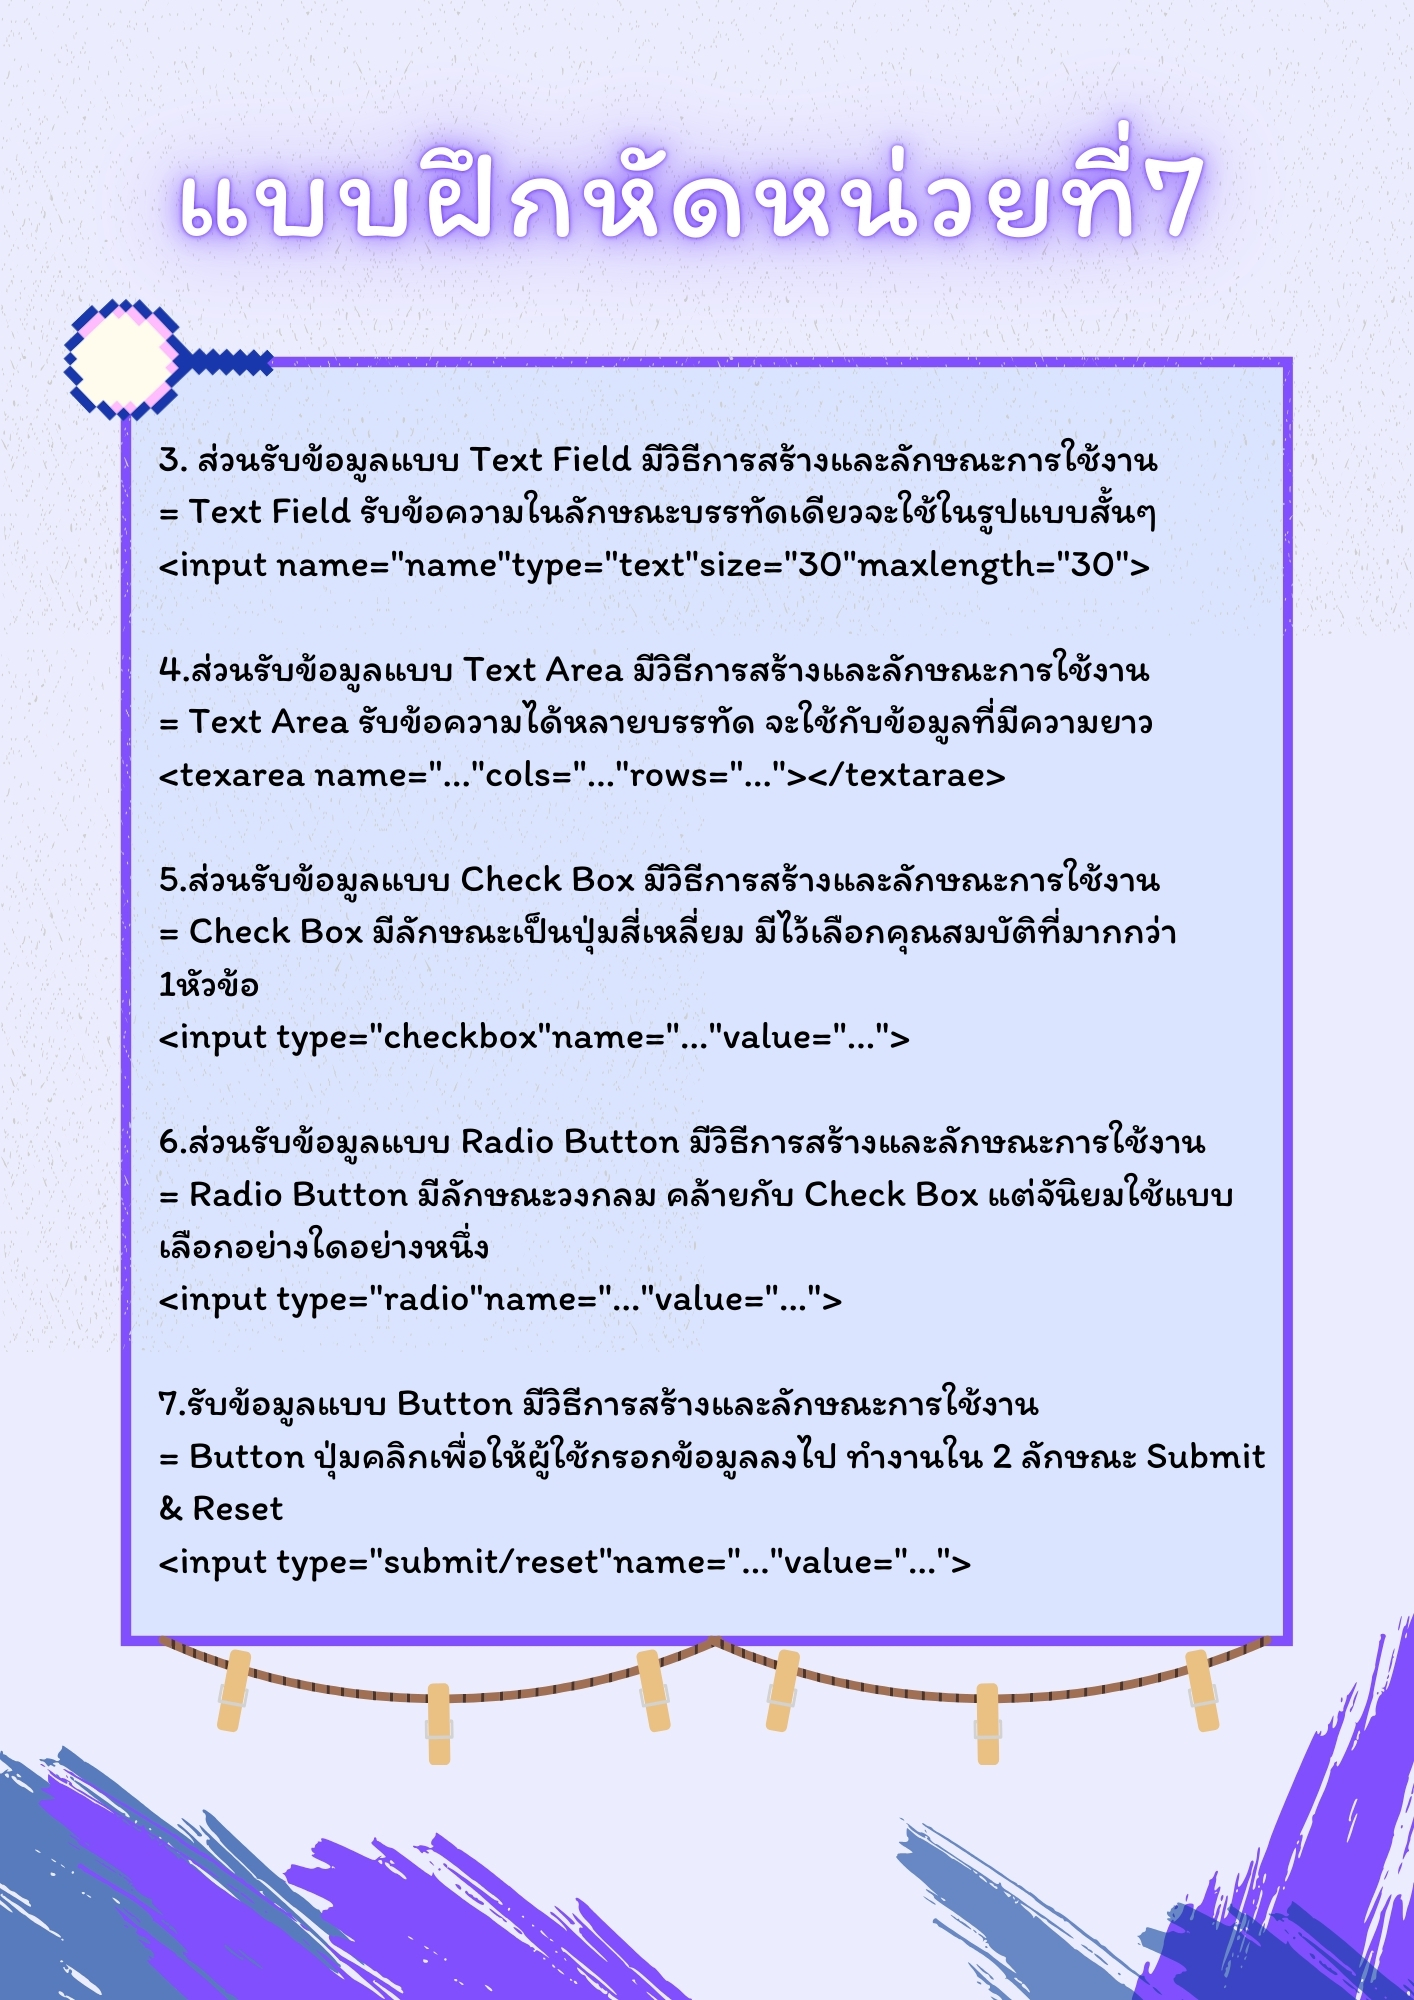 แบบฝึกหัดหน่วยที่7
3. ส่วนรับข้อมูลแบบ Text Field มีวิธีการสร้างและลักษณะการใช้งาน
= Text Field รับข้อความในลักษณะบรรทัดเดียวจะใช้ในรูปแบบสั้นๆ
<input name="name"type="text"size="30"maxlength="30">
4.ส่วนรับข้อมูลแบบ Text Area มีวิธีการสร้างและลักษณะการใช้งาน
= Text Area รับข้อความได้หลายบรรทัด จะใช้กับข้อมูลที่มีความยาว
<texarea name="..."cols="..."rows="..."></textarae>
5.ส่วนรับข้อมูลแบบ Check Box มีวิธีการสร้างและลักษณะการใช้งาน
= Check Box มีลักษณะเป็นปุ่มสี่เหลี่ยม มีไว้เลือกคุณสมบัติที่มากกว่า
1หัวข้อ
<input type="checkbox"name="..."value="...">
6.ส่วนรับข้อมูลแบบ Radio Button มีวิธีการสร้างและลักษณะการใช้งาน
= Radio Button มีลักษณะวงกลม คล้ายกับ Check Box แต่จันิยมใช้แบบ
เลือกอย่างใดอย่างหนึ่ง
<input type="radio"name="..."value="...">
7.รับข้อมูลแบบ Button มีวิธีการสร้างและลักษณะการใช้งาน
= Button ปุ่มคลิกเพื่อให้ผู้ใช้กรอกข้อมูลลงไป ทำงานใน 2 ลักษณะ Submit
& Reset
<input type="submit/reset"name="..."value="...">